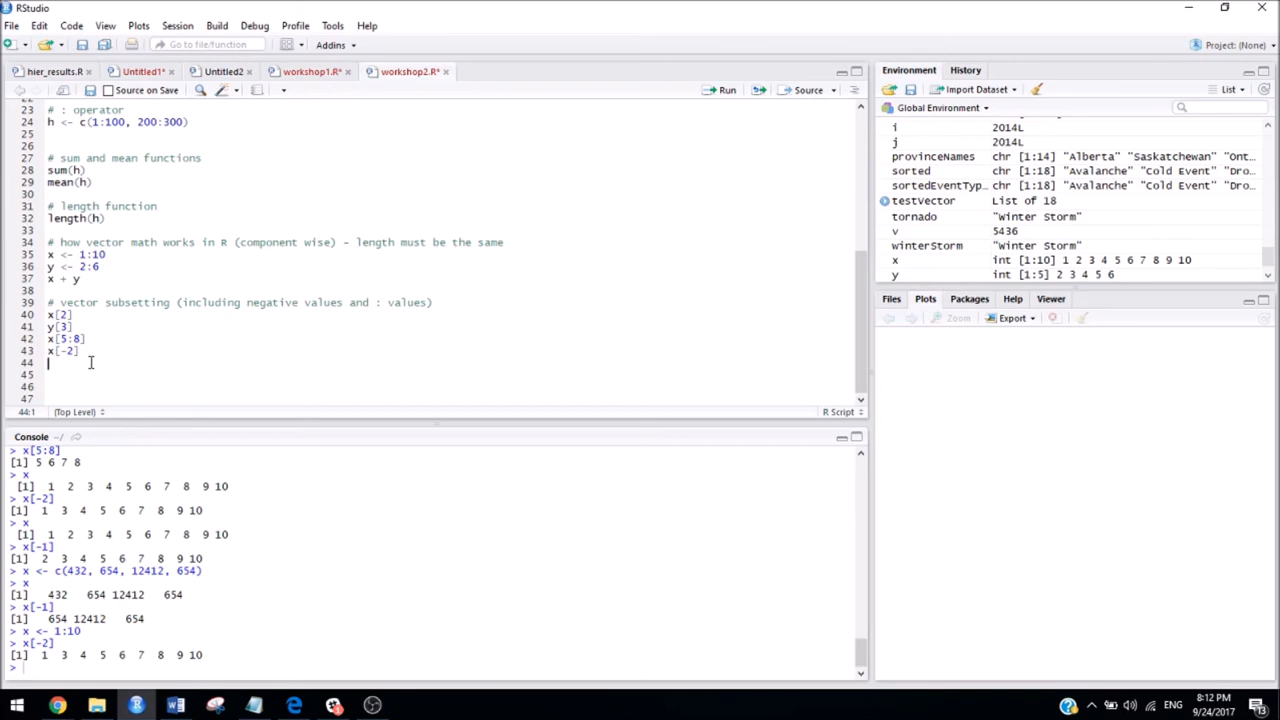 RStudio
File Edit Code View Plots Session Build Debug Profile Tools Help
Go to file/function Addins Project: (None)
hier_results.R Untitled1* Untitled2 workshop1.R* workshop2.R*
Source on Save Run Source
22
23 # : operator
24 h <- c(1:100, 200:300)
25
26
27 # sum and mean functions
28 sum(h)
29 mean(h)
30
31 # length function
32 length(h)
33
34 # how vector math works in R (component wise) - length must be the same
35 x <- 1:10
36 y <- 2:6
37 x + y
38
39 # vector subsetting (including negative values and : values)
40 x[2]
41 y[3]
42 x[5:8]
43 x[-2]
44
45
46
47
44:1 (Top Level) R Script
Console ~/
> x[5:8]
[1] 5 6 7 8
> x
[1] 1 2 3 4 5 6 7 8 9 10
> x[-2]
[1] 1 3 4 5 6 7 8 9 10
> x
[1] 1 2 3 4 5 6 7 8 9 10
> x[-1]
[1] 2 3 4 5 6 7 8 9 10
> x <- c(432, 654, 12412, 654)
> x
[1] 432 654 12412 654
> x[-1]
[1] 654 12412 654
> x <- 1:10
> x[-2]
[1] 1 3 4 5 6 7 8 9 10
>
Environment History
Import Dataset List
Global Environment
i 2014L
j 2014L
provinceNames chr [1:14] "Alberta" "Saskatchewan" "Ont…
sorted chr [1:18] "Avalanche" "Cold Event" "Dro…
sortedEventTyp… chr [1:18] "Avalanche" "Cold Event" "Dro…
testVector List of 18
tornado "Winter Storm"
v 5436
winterStorm "Winter Storm"
x int [1:10] 1 2 3 4 5 6 7 8 9 10
y int [1:5] 2 3 4 5 6
Files Plots Packages Help Viewer
Zoom Export
ENG 8:12 PM
9/24/2017